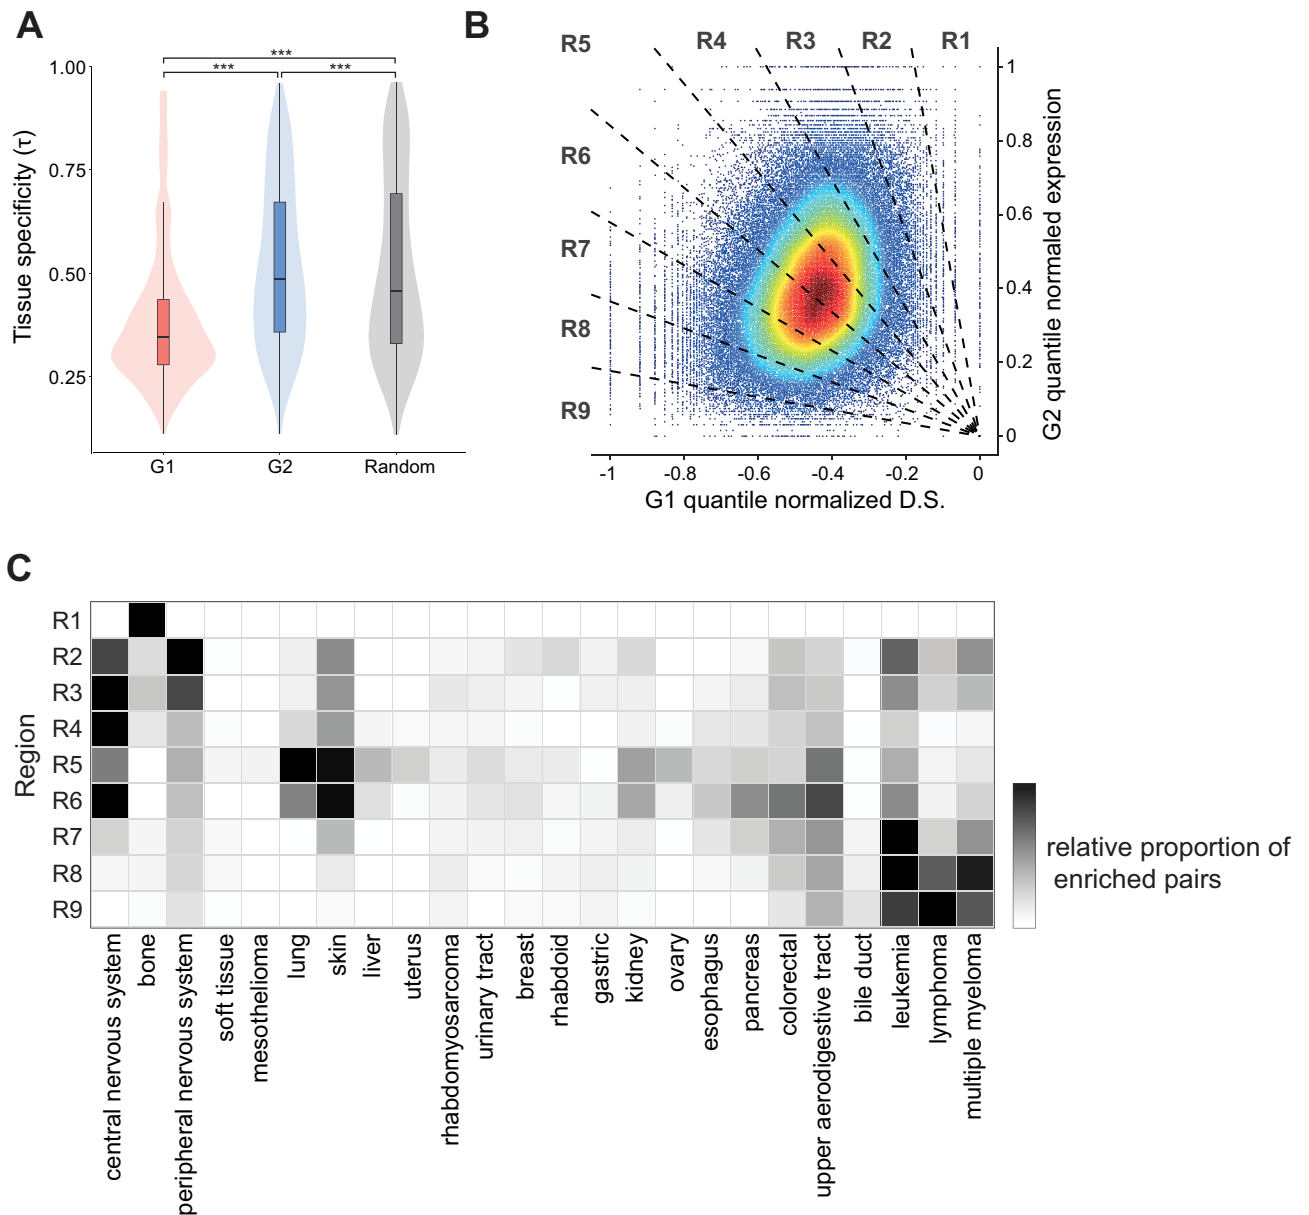 A
***
***
***
1.00
0.75
0.50
0.25
Tissue specificity (τ)
G1
G2
Random
B
R5
R4
R3
R2
R1
R6
R7
R8
R9
1
0.8
0.6
0.4
0.2
0
G2 quantile normaled expression
-1
-0.8
-0.6
-0.4
-0.2
0
G1 quantile normalized D.S.
C
Region
R1
R2
R3
R4
R5
R6
R7
R8
R9
relative proportion of
enriched pairs
central nervous system
bone
peripheral nervous system
soft tissue
mesothelioma
lung
skin
liver
uterus
rhabdomyosarcoma
urinary tract
breast
rhabdoid
gastric
kidney
ovary
esophagus
pancreas
colorectal
upper aerodigestive tract
bile duct
leukemia
lymphoma
multiple myeloma